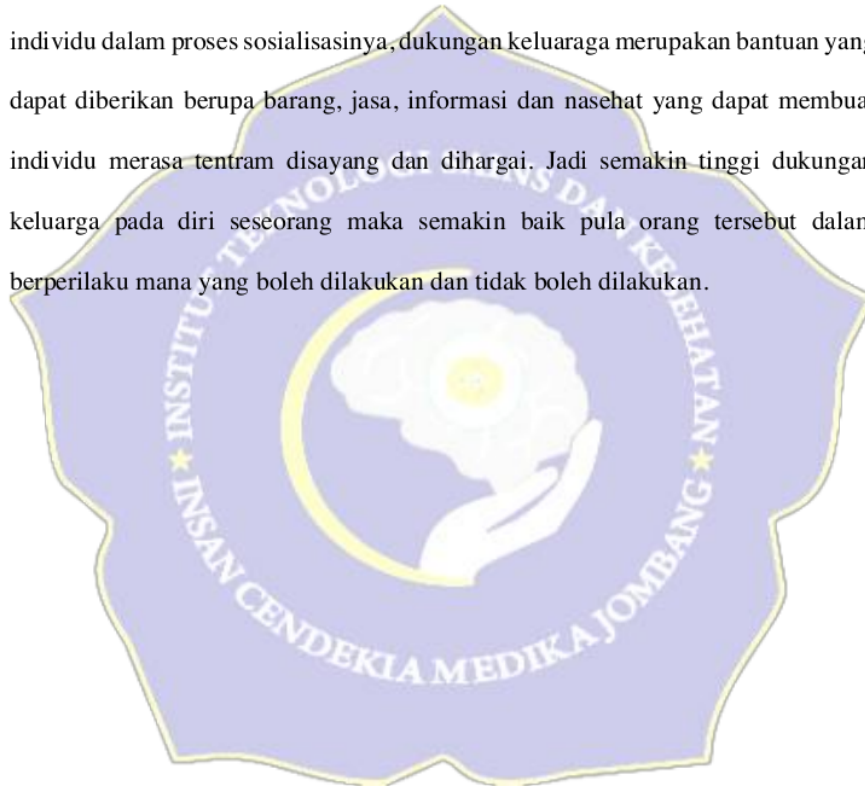 individu dalam proses sosialisasinya, dukungan keluaraga merupakan bantuan yang
dapat diberikan berupa barang, jasa, informasi dan nasehat yang dapat membua
individu merasa tentram disayang dan dihargai. Jadi semakin tinggi dukungan
keluarga pada diri seseorang maka semakin baik pula orang tersebut dalam
berperilaku mana yang boleh dilakukan dan tidak boleh dilakukan.
INSTITUT TEKNOLOGI SAINS DAN KESEHATAN
INSAN CENDEKIA MEDIKA JOMBANG